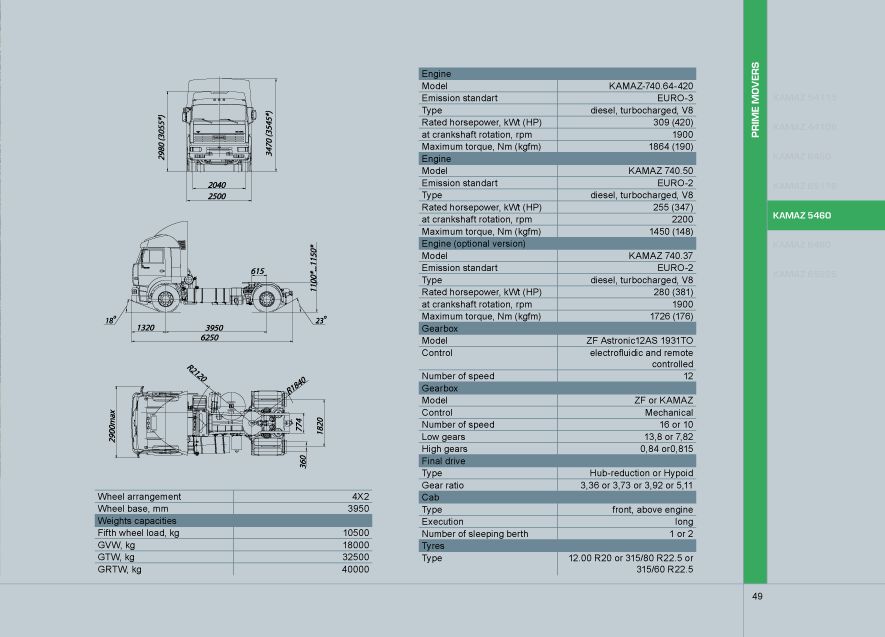 2980 (3055*)
3470 (3545*)
2040
2500
615
1100*...1150*
18°
23°
1320 3950
6250
R2120
R1840
2900max
774
1820
360
Wheel arrangement 4X2
Wheel base, mm 3950
Weights capacities
Fifth wheel load, kg 10500
GVW, kg 18000
GTW, kg 32500
GRTW, kg 40000
Engine
Model KAMAZ-740.64-420
Emission standart EURO-3
Type diesel, turbocharged, V8
Rated horsepower, kWt (HP) 309 (420)
at crankshaft rotation, rpm 1900
Maximum torque, Nm (kgfm) 1864 (190)
Engine
Model KAMAZ 740.50
Emission standart EURO-2
Type diesel, turbocharged, V8
Rated horsepower, kWt (HP) 255 (347)
at crankshaft rotation, rpm 2200
Maximum torque, Nm (kgfm) 1450 (148)
Engine (optional version)
Model KAMAZ 740.37
Emission standart EURO-2
Type diesel, turbocharged, V8
Rated horsepower, kWt (HP) 280 (381)
at crankshaft rotation, rpm 1900
Maximum torque, Nm (kgfm) 1726 (176)
Gearbox
Model ZF Astronic12AS 1931TO
Control electrofluidic and remote
controlled
Number of speed 12
Gearbox
Model ZF or KAMAZ
Control Mechanical
Number of speed 16 or 10
Low gears 13,8 or 7,82
High gears 0,84 or0,815
Final drive
Type Hub-reduction or Hypoid
Gear ratio 3,36 or 3,73 or 3,92 or 5,11
Cab
Type front, above engine
Execution long
Number of sleeping berth 1 or 2
Tyres
Type 12.00 R20 or 315/80 R22.5 or
315/60 R22.5
PRIME MOVERS
KAMAZ 54115
KAMAZ 44108
KAMAZ 6460
KAMAZ 65116
KAMAZ 5460
KAMAZ
KAMAZ 65225
49